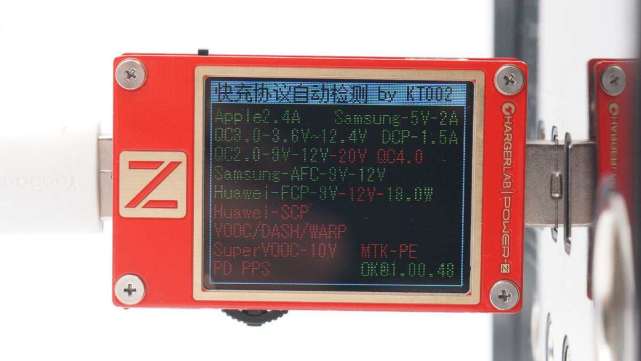 快充协议自动检测 by KT002
Apple2.4A Samsung-5V-2A
QC3.0-3.6V~12.4V DCP-1.5A
QC2.0-9V-12V-20V QC4.0
Samsung-AFC-9V-12V
Huawei-FCP-9V-12V-18.0W
Huawei-SCP
VOOC/DASH/WARP
SuperVOOC-10V MTK-PE
PD PPS OK@1.00.48
Z
CHARGERLAB | POWER-Z